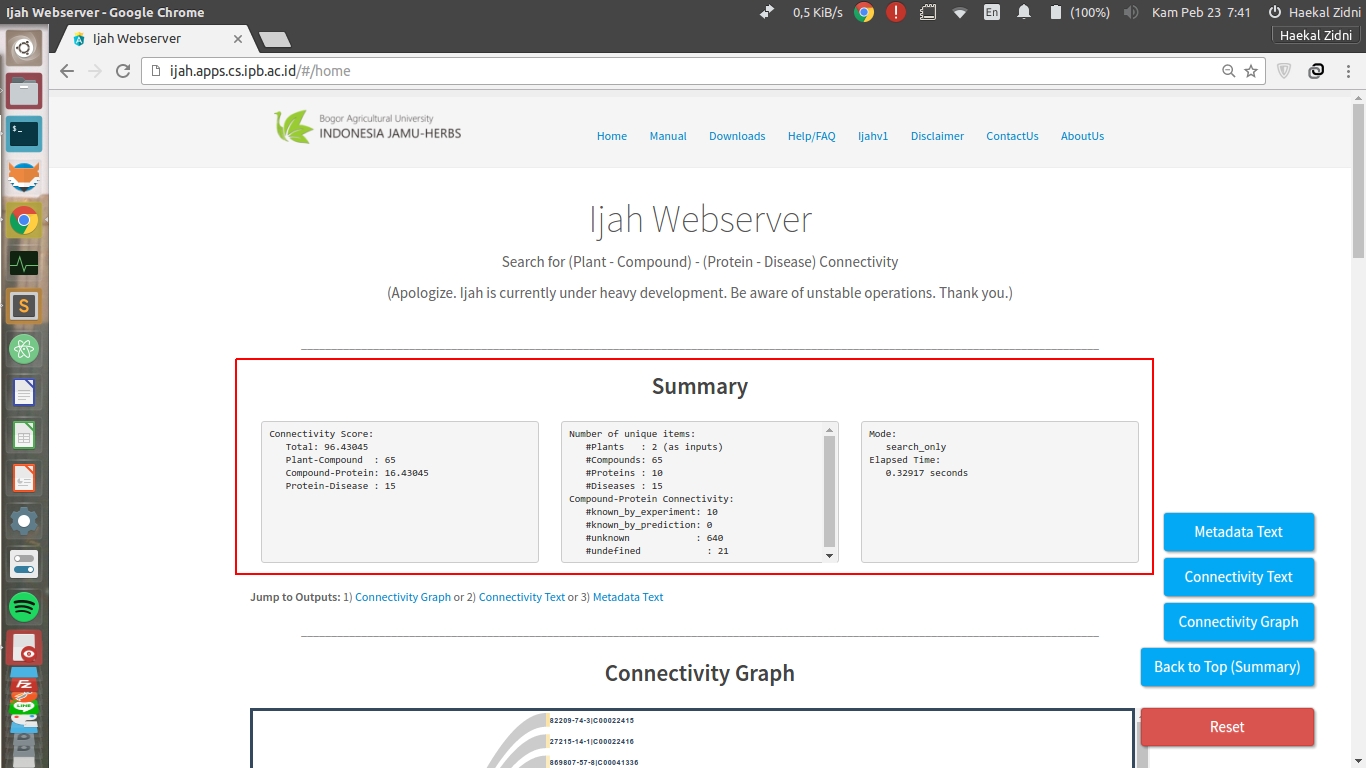 Ijah Webserver - Google Chrome
0,5 KiB/s
En
(100%)
Kam Peb 23 7:41
Haekal Zidni
Ijah Webserver
Haekal Zidni
ijah.apps.cs.ipb.ac.id/#/home
Bogor Agricultural University
INDONESIA JAMU-HERBS
Home Manual Downloads Help/FAQ Ijahv1 Disclaimer ContactUs AboutUs
Ijah Webserver
Search for (Plant - Compound) - (Protein - Disease) Connectivity
(Apologize. Ijah is currently under heavy development. Be aware of unstable operations. Thank you.)
Summary
Connectivity Score:
Total: 96.43045
Plant-Compound : 65
Compound-Protein: 16.43045
Protein-Disease : 15
Number of unique items:
#Plants : 2 (as inputs)
#Compounds: 65
#Proteins : 10
#Diseases : 15
Compound-Protein Connectivity:
#known_by_experiment: 10
#known_by_prediction: 0
#unknown : 640
#undefined : 21
Mode:
search_only
Elapsed Time:
0.32917 seconds
Metadata Text
Connectivity Text
Connectivity Graph
Back to Top (Summary)
Reset
Jump to Outputs: 1) Connectivity Graph or 2) Connectivity Text or 3) Metadata Text
Connectivity Graph
82209-74-3|C00022415
27215-14-1|C00022416
869807-57-8|C00041336